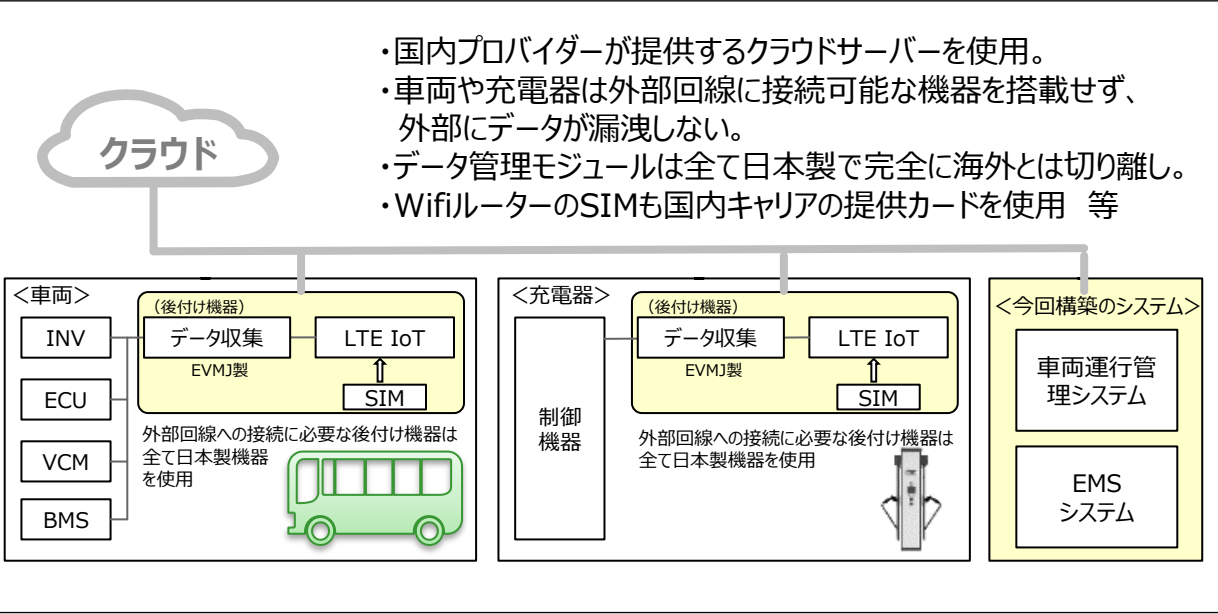 ・国内プロバイダーが提供するクラウドサーバーを使用。
・車両や充電器は外部回線に接続可能な機器を搭載せず、
外部にデータが漏洩しない。
・データ管理モジュールは全て日本製で完全に海外とは切り離し。
・WifiルーターのSIMも国内キャリアの提供カードを使用　等
クラウド
＜車両＞
INV
ECU
VCM
BMS
（後付け機器）
データ収集
EVMJ製
LTE IoT
SIM
外部回線への接続に必要な後付け機器は
全て日本製機器
を使用
＜充電器＞
制御
機器
（後付け機器）
データ収集
EVMJ製
LTE IoT
SIM
外部回線への接続に必要な後付け機器は
全て日本製機器を使用
＜今回構築のシステム＞
車両運行管
理システム
EMS
システム